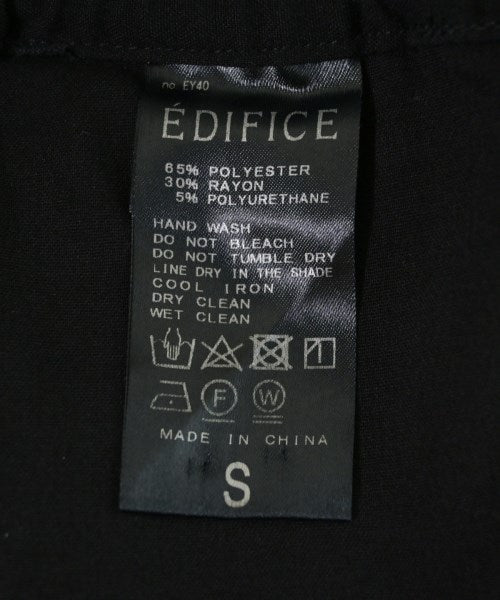 no EY40
ÉDIFICE
65% POLYESTER
30% RAYON
5% POLYURETHANE
HAND WASH
DO NOT BLEACH
DO NOT TUMBLE DRY
LINE DRY IN THE SHADE
COOL IRON
DRY CLEAN
WET CLEAN
F W
MADE IN CHINA
S